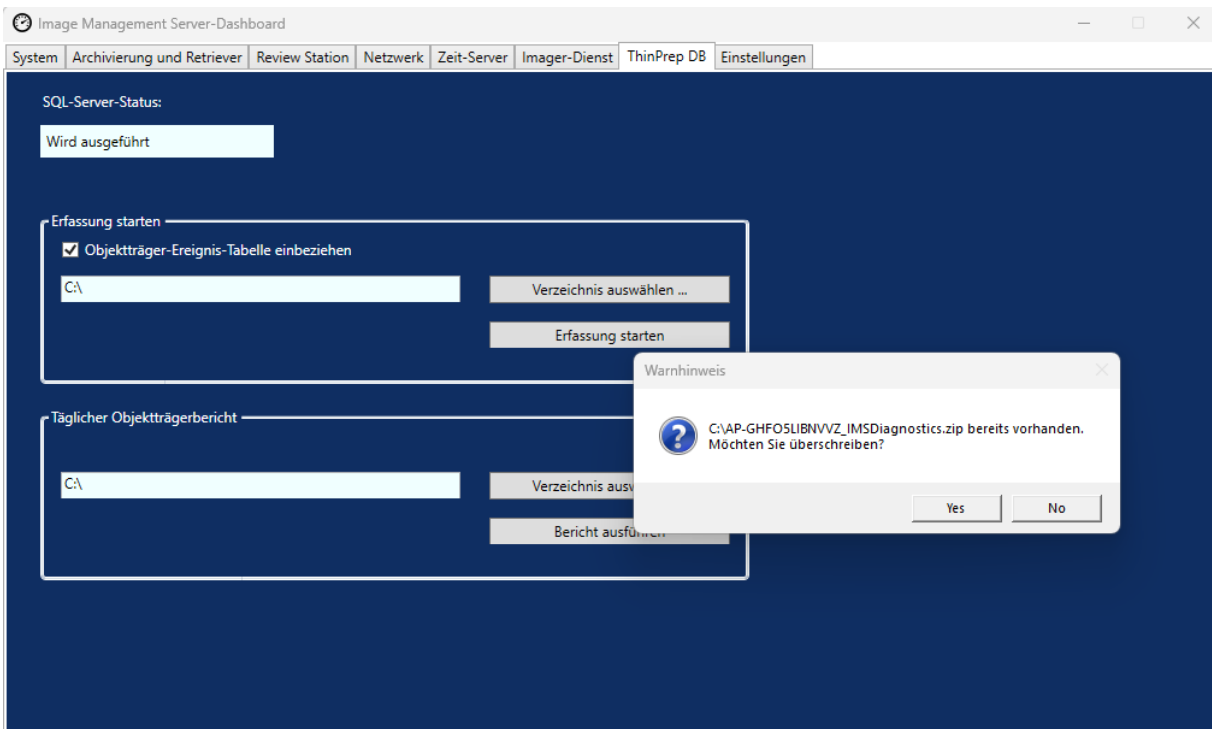 Image Management Server-Dashboard
System Archivierung und Retriever Review Station Netzwerk Zeit-Server Imager-Dienst ThinPrep DB Einstellungen
SQL-Server-Status:
Wird ausgeführt
Erfassung starten
Objektträger-Ereignis-Tabelle einbeziehen
C:\ Verzeichnis auswählen ...
Erfassung starten
Warnhinweis
C:\AP-GHFO5LIBNVVZ_IMSDiagnostics.zip bereits vorhanden.
Möchten Sie überschreiben?
Yes No
Täglicher Objektträgerbericht
C:\ Verzeichnis ausw
Bericht ausführen